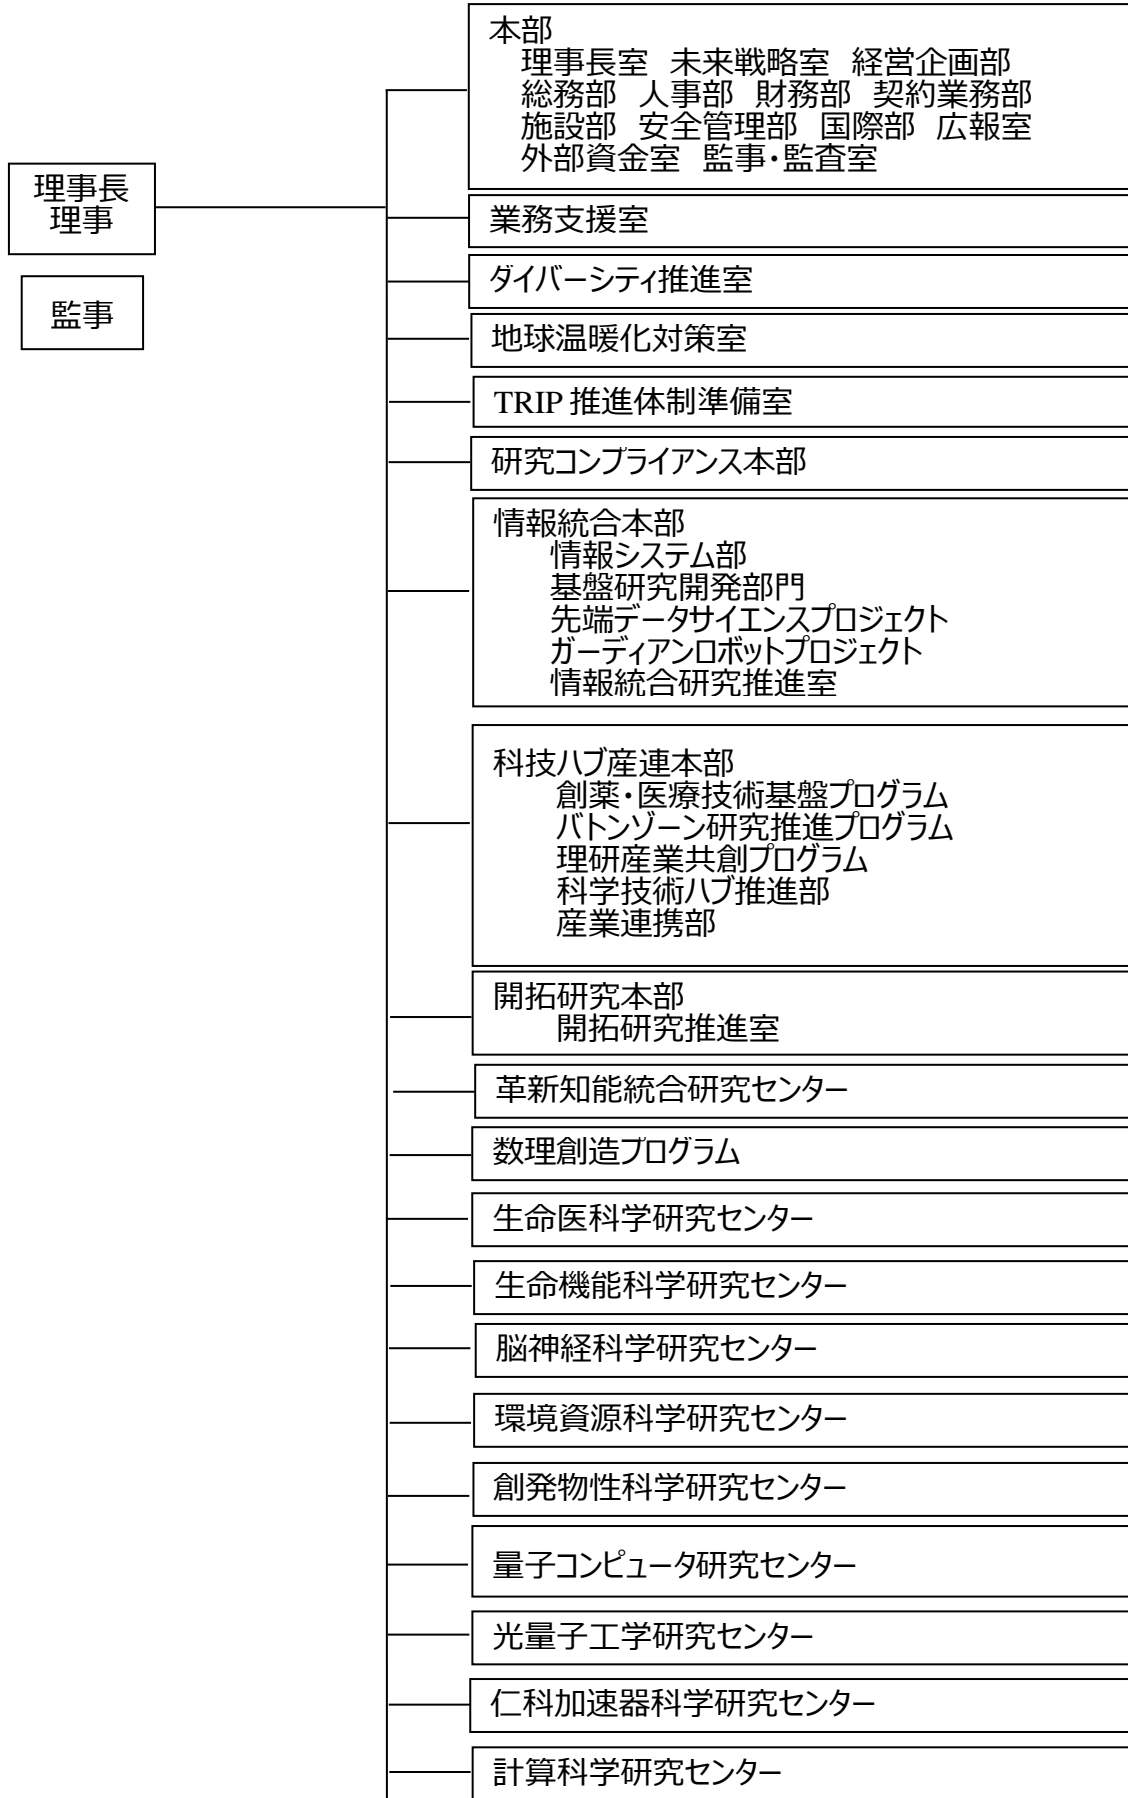 理事長
理事
監事
本部
理事長室 未来戦略室 経営企画部
総務部 人事部 財務部 契約業務部
施設部 安全管理部 国際部 広報室
外部資金室 監事・監査室
業務支援室
ダイバーシティ推進室
地球温暖化対策室
TRIP 推進体制準備室
研究コンプライアンス本部
情報統合本部
情報システム部
基盤研究開発部門
先端データサイエンスプロジェクト
ガーディアンロボットプロジェクト
情報統合研究推進室
科技ハブ産連本部
創薬・医療技術基盤プログラム
バトンゾーン研究推進プログラム
理研産業共創プログラム
科学技術ハブ推進部
産業連携部
開拓研究本部
開拓研究推進室
革新知能統合研究センター
数理創造プログラム
生命医科学研究センター
生命機能科学研究センター
脳神経科学研究センター
環境資源科学研究センター
創発物性科学研究センター
量子コンピュータ研究センター
光量子工学研究センター
仁科加速器科学研究センター
計算科学研究センター